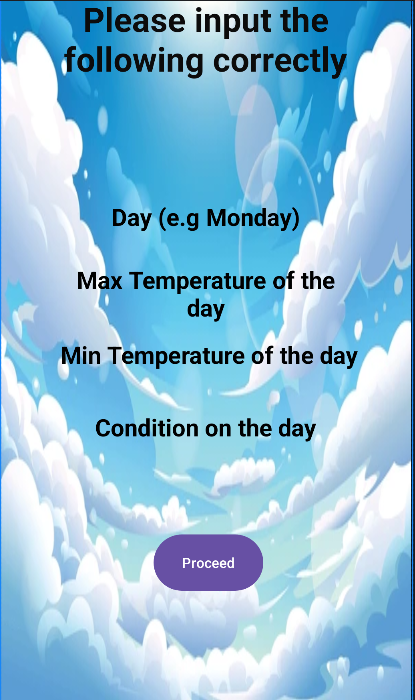 Please input the
following correctly
Day (e.g Monday)
Max Temperature of the
day
Min Temperature of the day
Condition on the day
Proceed